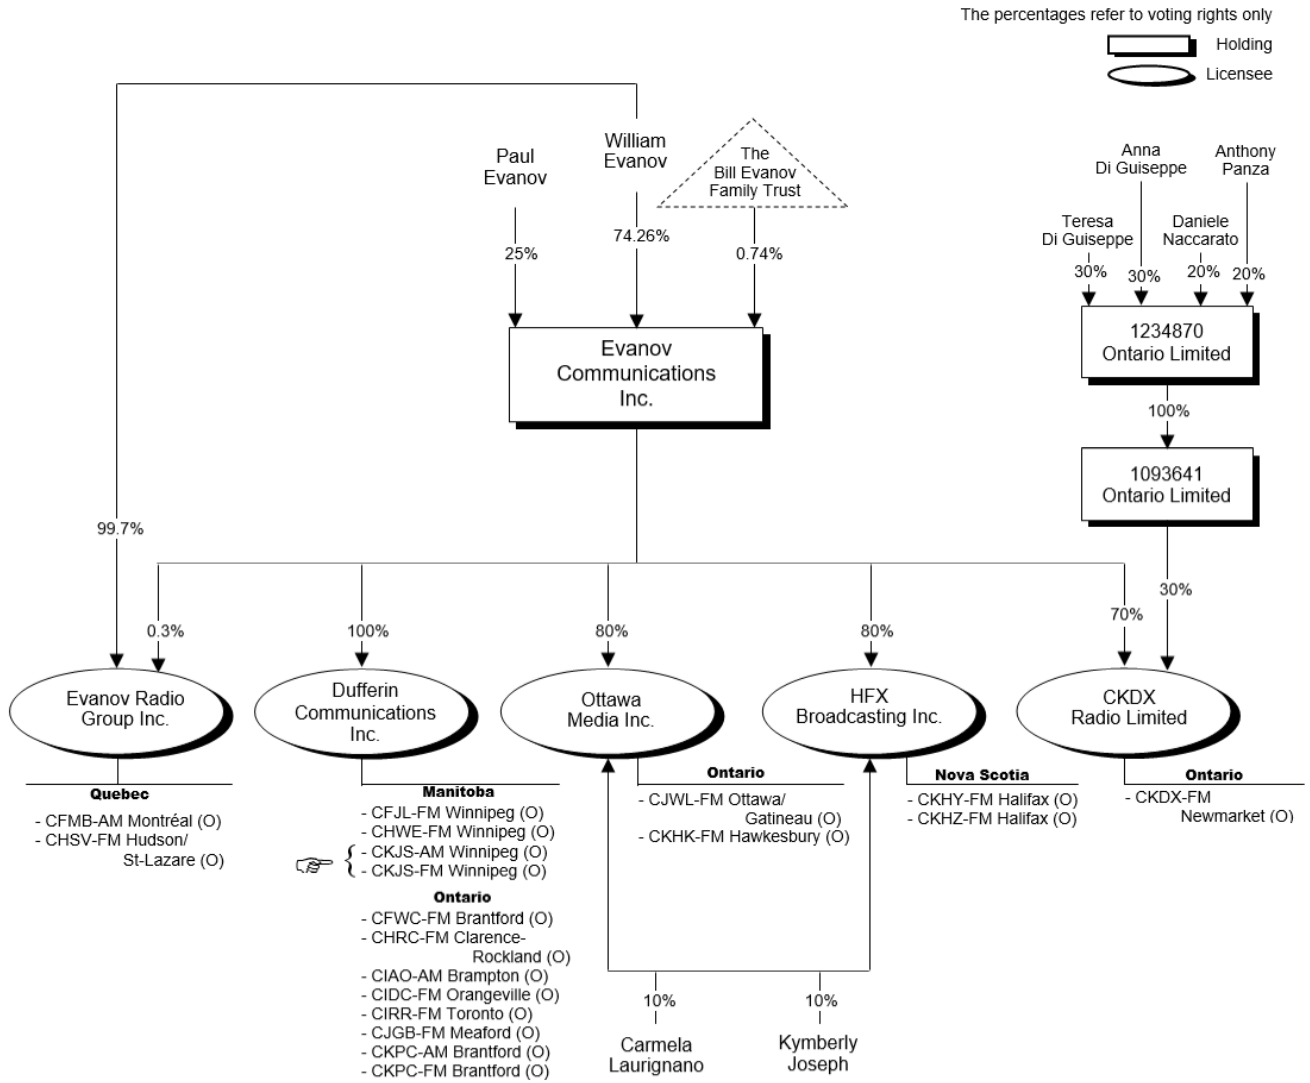 The percentages refer to voting rights only
Holding
Licensee
Paul
Evanov
William
Evanov
The
Bill Evanov
Family Trust
Anna
Di Guiseppe
Anthony
Panza
Teresa
Di Guiseppe
Daniele
Naccarato
25%
74.26%
0.74%
30%
30%
20%
20%
Evanov
Communications
Inc.
1234870
Ontario Limited
100%
1093641
Ontario Limited
99.7%
0.3%
100%
80%
80%
70%
30%
Evanov Radio
Group Inc.
Dufferin
Communications
Inc.
Ottawa
Media Inc.
HFX
Broadcasting Inc.
CKDX
Radio Limited
Quebec
- CFMB-AM Montréal (O)
- CHSV-FM Hudson/
St-Lazare (O)
Manitoba
- CFJL-FM Winnipeg (O)
- CHWE-FM Winnipeg (O)
- CKJS-AM Winnipeg (O)
- CKJS-FM Winnipeg (O)
Ontario
- CFWC-FM Brantford (O)
- CHRC-FM Clarence-
Rockland (O)
- CIAO-AM Brampton (O)
- CIDC-FM Orangeville (O)
- CIRR-FM Toronto (O)
- CJGB-FM Meaford (O)
- CKPC-AM Brantford (O)
- CKPC-FM Brantford (O)
Ontario
- CJWL-FM Ottawa/
Gatineau (O)
- CKHK-FM Hawkesbury (O)
Nova Scotia
- CKHY-FM Halifax (O)
- CKHZ-FM Halifax (O)
Ontario
- CKDX-FM
Newmarket (O)
10%
10%
Carmela
Laurignano
Kymberly
Joseph